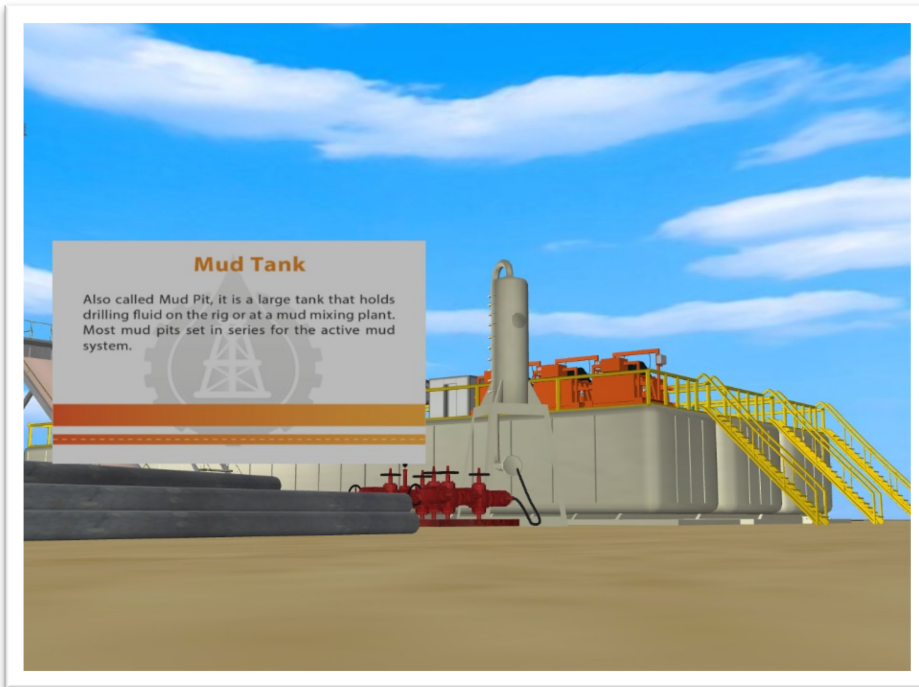 Mud Tank
Also called Mud Pit, it is a large tank that holds
drilling fluid on the rig or at a mud mixing plant.
Most mud pits set in series for the active mud
system.